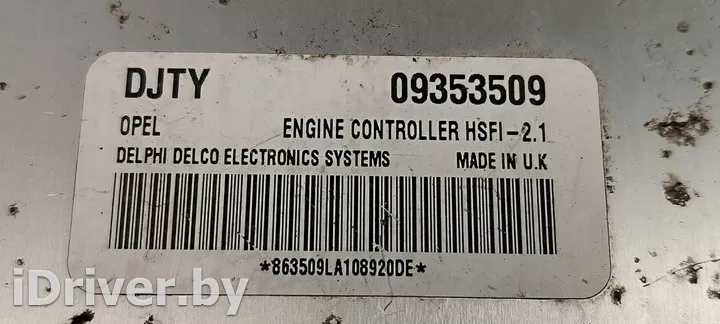 DJTY 09353509
OPEL ENGINE CONTROLLER HSFI-2.1
DELPHI DELCO ELECTRONICS SYSTEMS MADE IN U.K
*863509LA108920DE*
iDriver.by